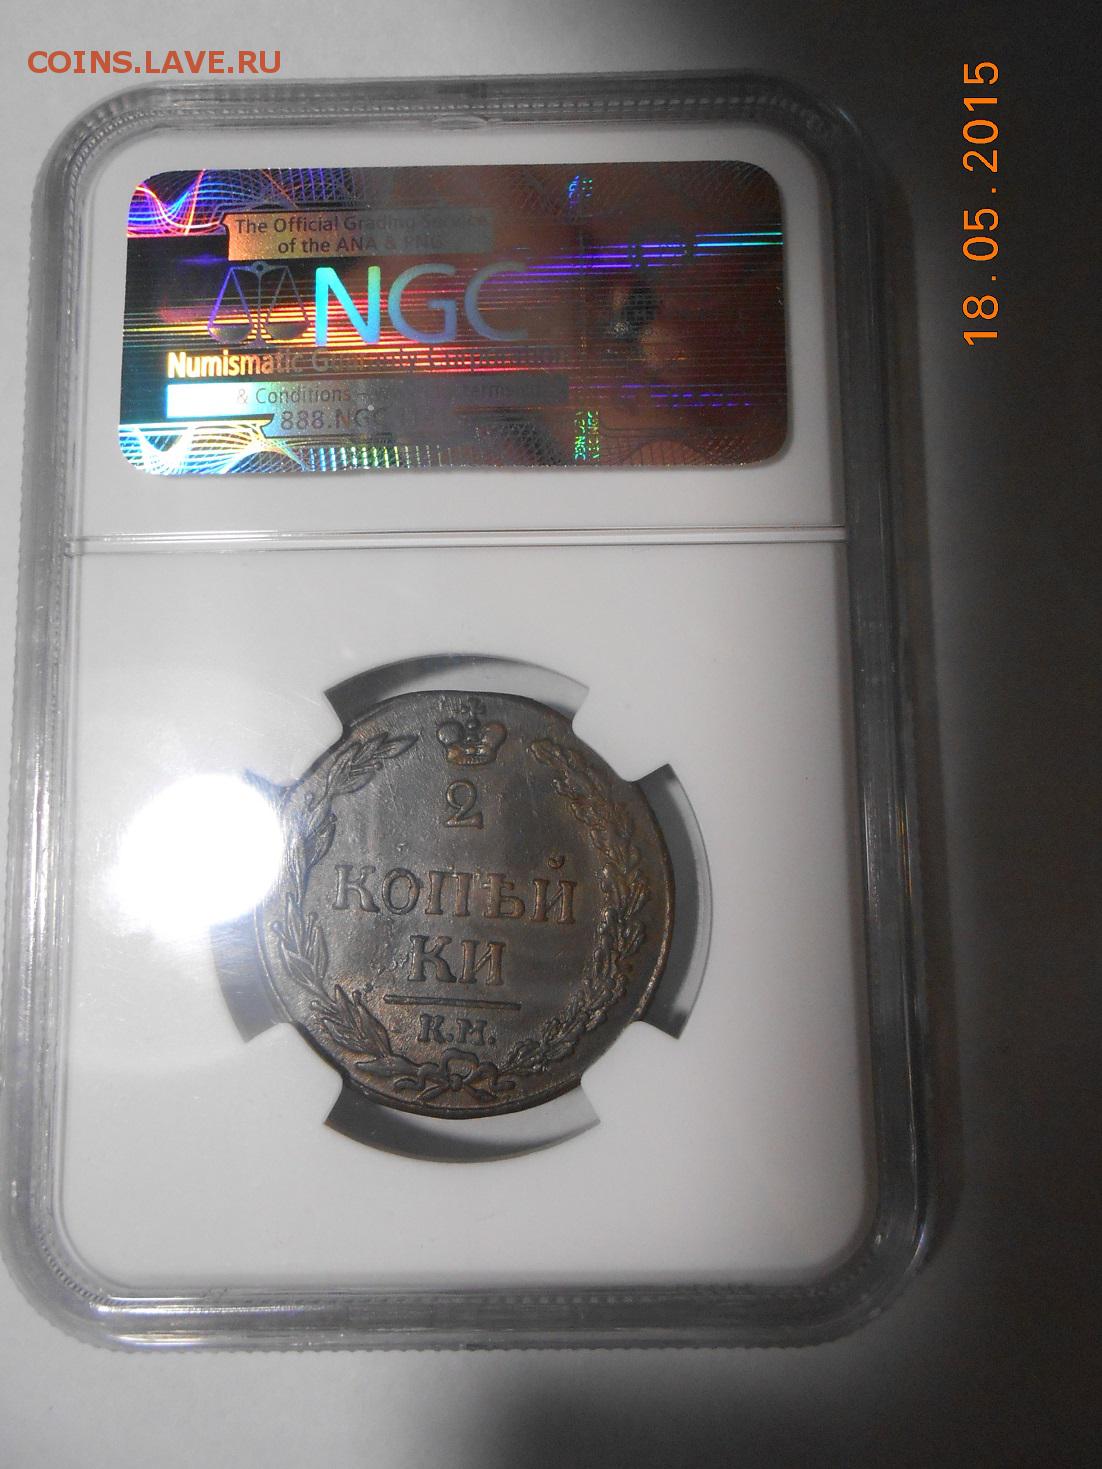 COINS.LAVE.RU
18.05.2015
The Official Grading Service
of the ANA & PNG
NGC
Numismatic Guaranty Corporation
& Conditions
888.NGC
2
КОПѢЙ
КИ
К.М.